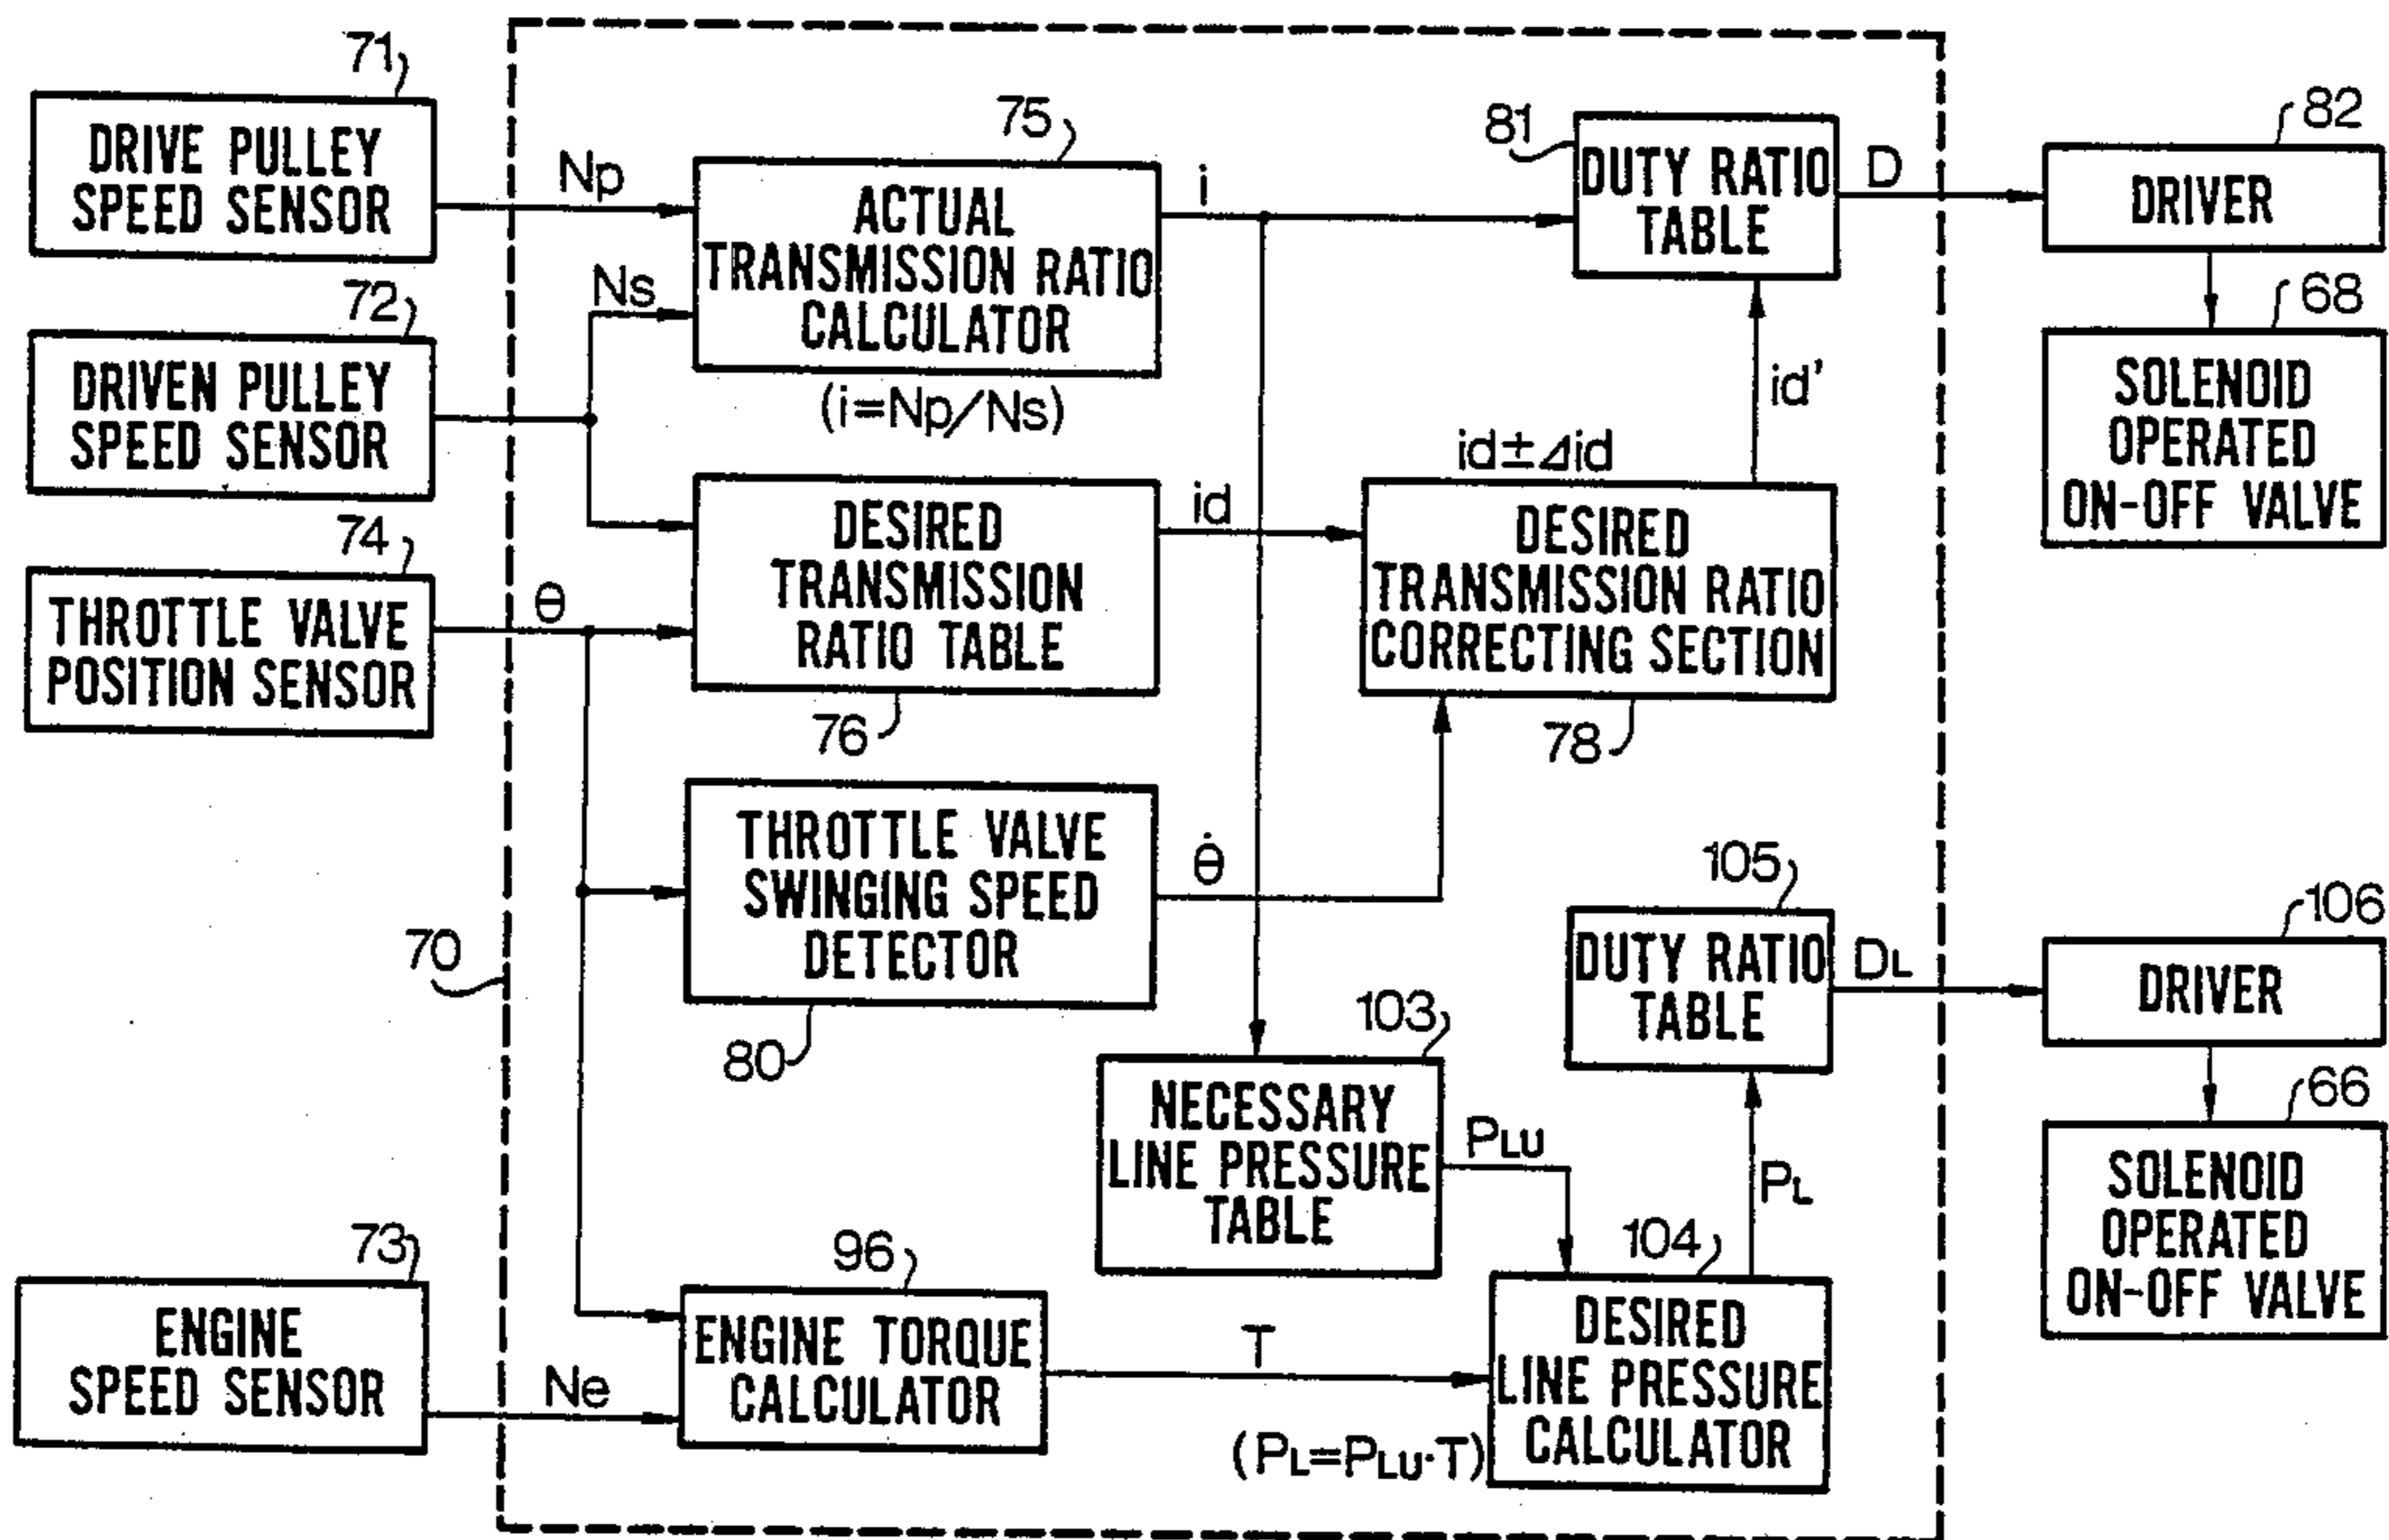 71
DRIVE PULLEY
SPEED SENSOR
Np
75
ACTUAL
TRANSMISSION RATIO
CALCULATOR
(i=Np/Ns)
i
81
DUTY RATIO
TABLE
D
82
DRIVER
72
DRIVEN PULLEY
SPEED SENSOR
Ns
68
SOLENOID
OPERATED
ON-OFF VALVE
74
THROTTLE VALVE
POSITION SENSOR
θ
DESIRED
TRANSMISSION
RATIO TABLE
76
id
id±Δid
id'
DESIRED
TRANSMISSION RATIO
CORRECTING SECTION
78
70
THROTTLE VALVE
SWINGING SPEED
DETECTOR
80
θ̇
105
DUTY RATIO
TABLE
DL
106
DRIVER
103
NECESSARY
LINE PRESSURE
TABLE
PLU
PL
66
SOLENOID
OPERATED
ON-OFF VALVE
73
ENGINE
SPEED SENSOR
Ne
96
ENGINE TORQUE
CALCULATOR
T
104
DESIRED
LINE PRESSURE
CALCULATOR
(PL=PLU·T)